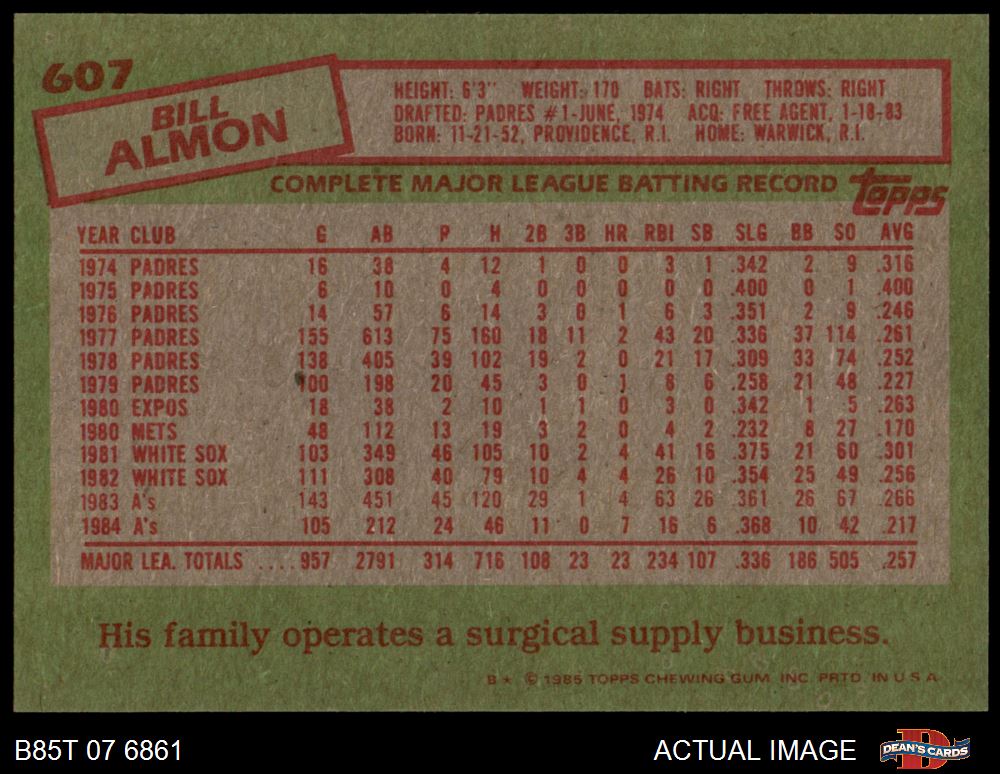 607
BILL
ALMON
HEIGHT: 6'3" WEIGHT: 170 BATS: RIGHT THROWS: RIGHT
DRAFTED: PADRES #1-JUNE, 1974 ACQ: FREE AGENT, 1-18-83
BORN: 11-21-52, PROVIDENCE, R.I. HOME: WARWICK, R.I.
COMPLETE MAJOR LEAGUE BATTING RECORD topps
YEAR CLUB G AB R H 2B 3B HR RBI SB SLG BB SO AVG
1974 PADRES 16 38 4 12 1 0 0 3 1 .342 2 9 .316
1975 PADRES 6 10 0 4 0 0 0 0 0 .400 0 1 .400
1976 PADRES 14 57 6 14 3 0 1 6 3 .351 2 9 .246
1977 PADRES 155 613 75 160 18 11 2 43 20 .336 37 114 .261
1978 PADRES 138 405 39 102 19 2 0 21 17 .309 33 74 .252
1979 PADRES 100 198 20 45 3 0 1 6 6 .258 21 48 .227
1980 EXPOS 18 38 2 10 1 1 0 3 0 .342 1 5 .263
1980 METS 48 112 13 19 3 2 0 4 2 .232 8 27 .170
1981 WHITE SOX 103 349 46 105 10 2 4 41 16 .375 21 60 .301
1982 WHITE SOX 111 308 40 79 10 4 4 26 10 .354 25 49 .256
1983 A's 143 451 45 120 29 1 4 63 26 .361 26 67 .266
1984 A's 105 212 24 46 11 0 7 16 6 .368 10 42 .217
MAJOR LEA. TOTALS ....957 2791 314 716 108 23 23 234 107 .336 186 505 .257
His family operates a surgical supply business.
B* © 1985 TOPPS CHEWING GUM, INC. PRTD. IN U.S.A.
B85T 07 6861 ACTUAL IMAGE DEAN'S CARDS